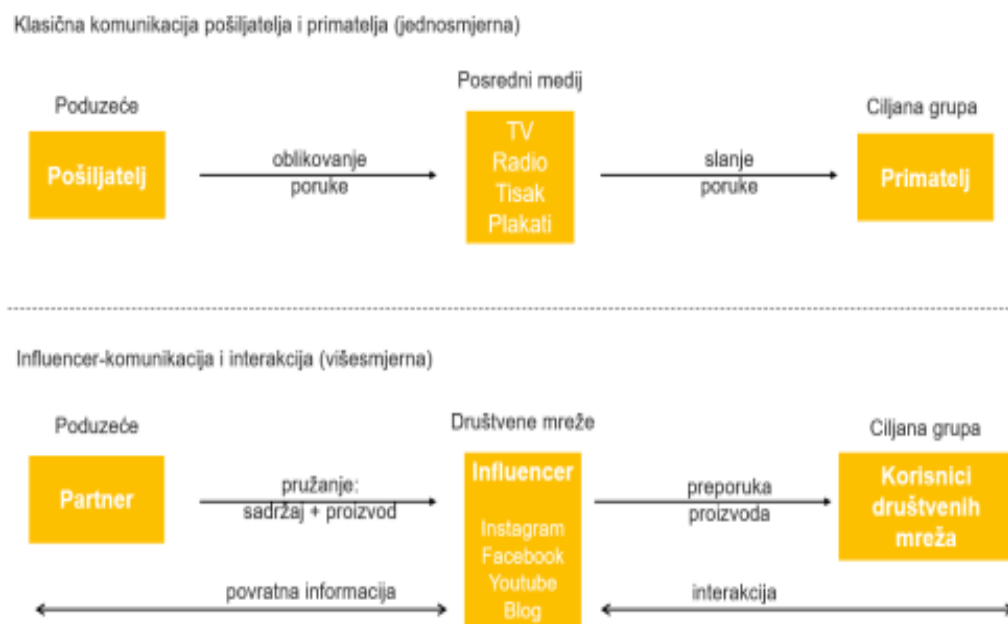 Klasična komunikacija pošiljatelja i primatelja (jednosmjerna)
Poduzeće
Posredni medij
Ciljana grupa
Pošiljatelj
oblikovanje
poruke
TV
Radio
Tisak
Plakati
slanje
poruke
Primatelj
Influencer-komunikacija i interakcija (višesmjerna)
Poduzeće
Društvene mreže
Ciljana grupa
Partner
pružanje:
sadržaj + proizvod
Influencer
Instagram
Facebook
Youtube
Blog
preporuka
proizvoda
Korisnici
društvenih
mreža
povratna informacija
interakcija